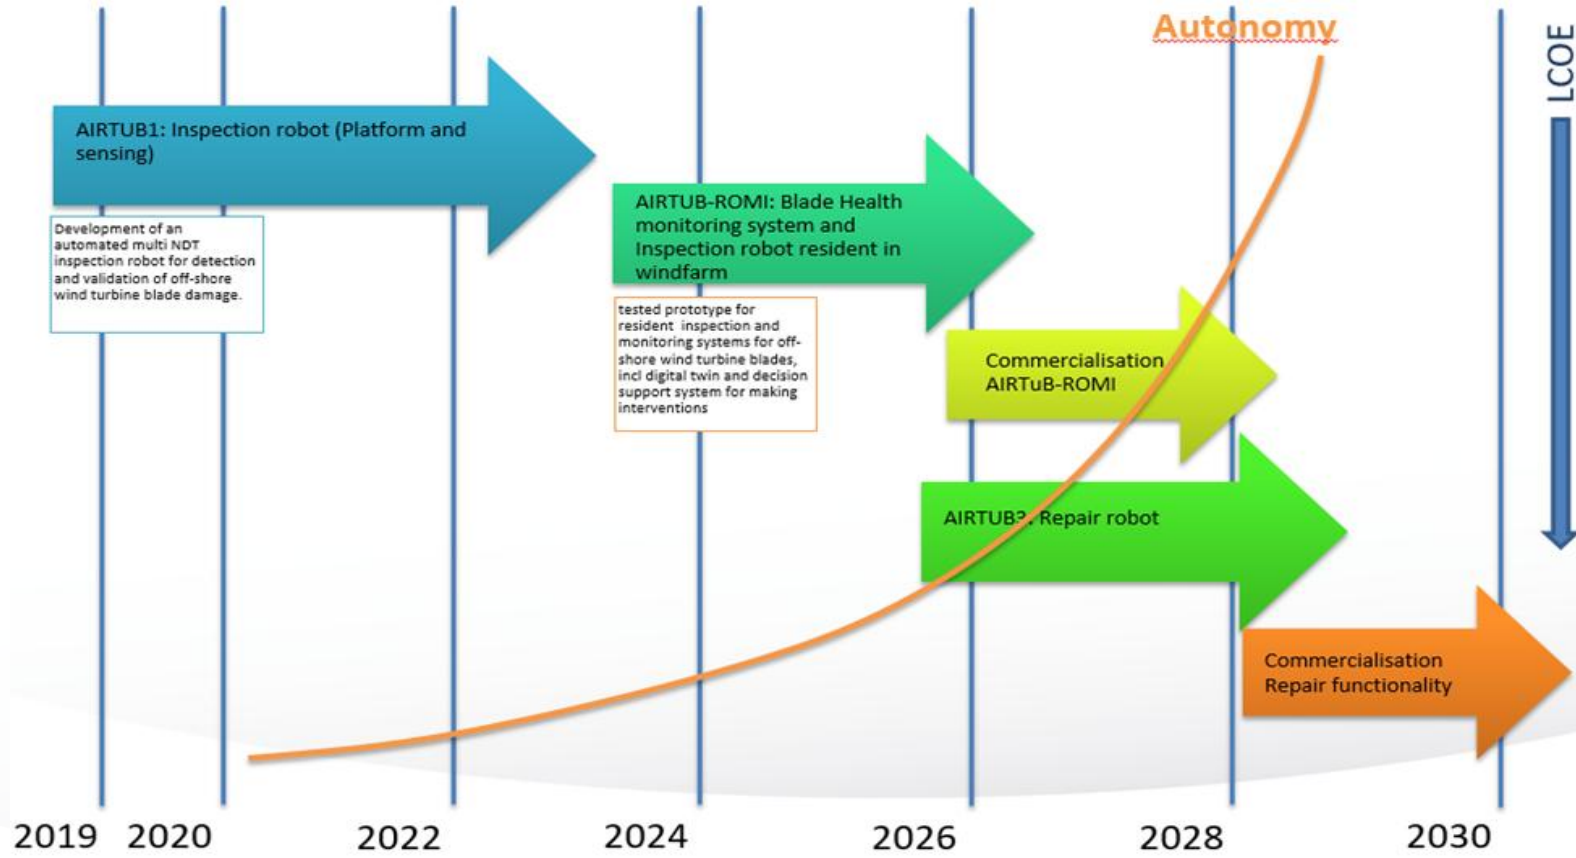 Autonomy
LCOE
AIRTUB1: Inspection robot (Platform and
sensing)
Development of an
automated multi NDT
inspection robot for detection
and validation of off-shore
wind turbine blade damage.
AIRTUB-ROMI: Blade Health
monitoring system and
Inspection robot resident in
windfarm
tested prototype for
resident inspection and
monitoring systems for off-
shore wind turbine blades,
incl digital twin and decision
support system for making
interventions
Commercialisation
AIRTuB-ROMI
AIRTUB3: Repair robot
Commercialisation
Repair functionality
2019 2020 2022 2024 2026 2028 2030